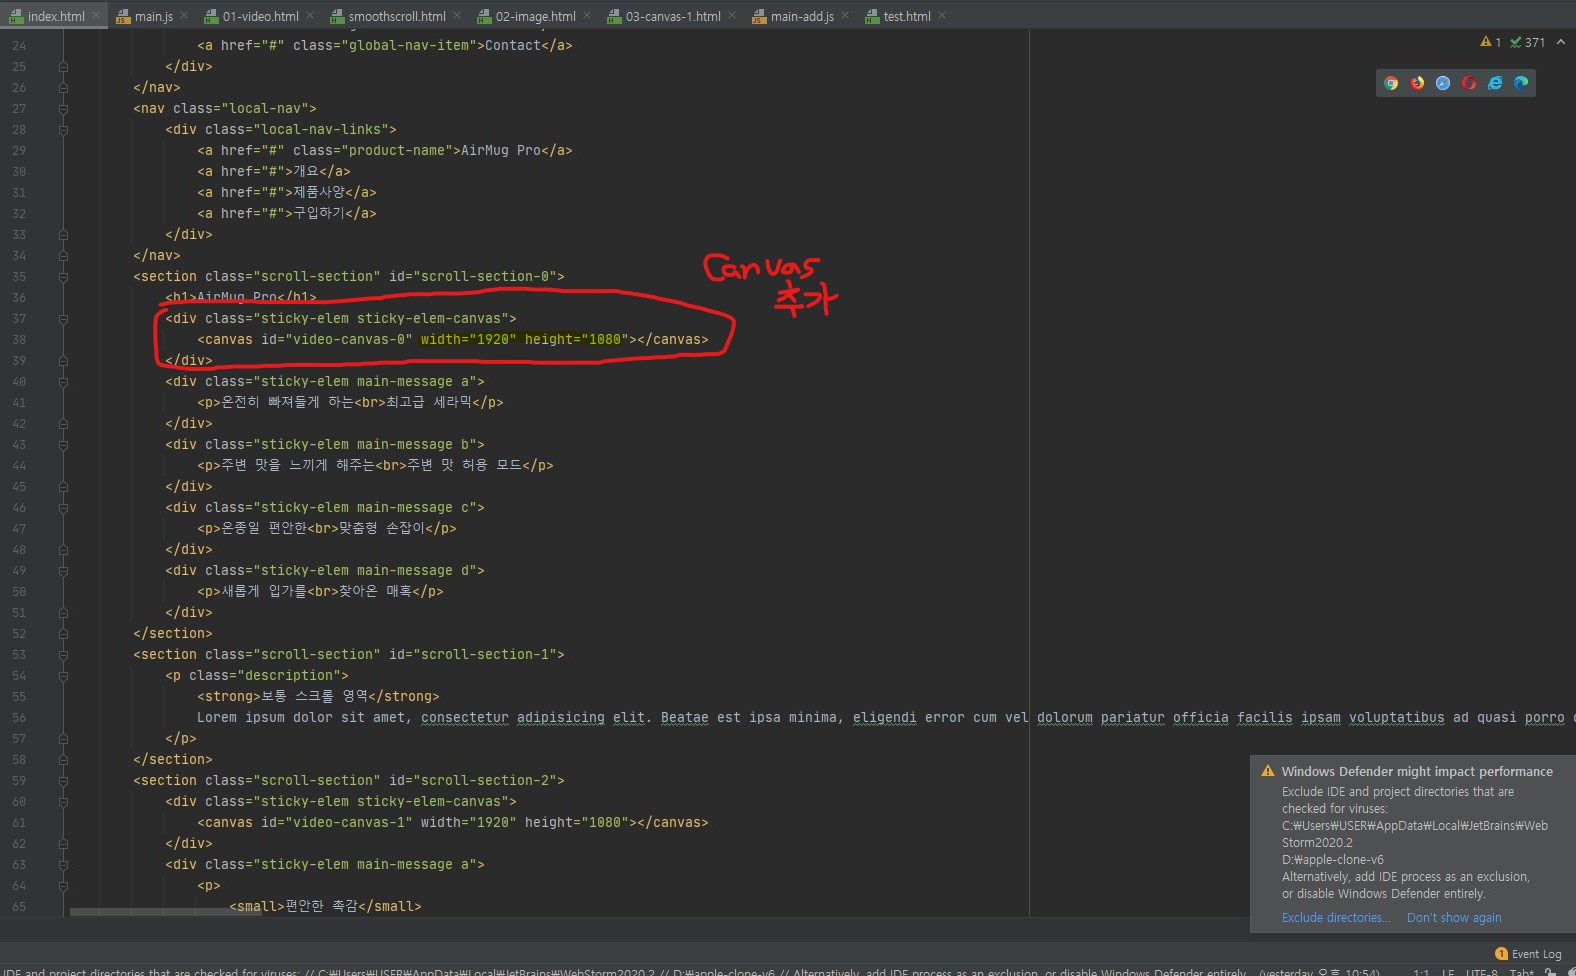 index.html main.js 01-video.html smoothscroll.html 02-image.html 03-canvas-1.html main-add.js test.html
1 371
24 <a href="#" class="global-nav-item">Contact</a>
25 </div>
26 </nav>
27 <nav class="local-nav">
28 <div class="local-nav-links">
29 <a href="#" class="product-name">AirMug Pro</a>
30 <a href="#">개요</a>
31 <a href="#">제품사양</a>
32 <a href="#">구입하기</a>
33 </div>
34 </nav>
35 <section class="scroll-section" id="scroll-section-0">
Canvas
추가
36 <h1>AirMug Pro</h1>
37 <div class="sticky-elem sticky-elem-canvas">
38 <canvas id="video-canvas-0" width="1920" height="1080"></canvas>
39 </div>
40 <div class="sticky-elem main-message a">
41 <p>온전히 빠져들게 하는<br>최고급 세라믹</p>
42 </div>
43 <div class="sticky-elem main-message b">
44 <p>주변 맛을 느끼게 해주는<br>주변 맛 허용 모드</p>
45 </div>
46 <div class="sticky-elem main-message c">
47 <p>온종일 편안한<br>맞춤형 손잡이</p>
48 </div>
49 <div class="sticky-elem main-message d">
50 <p>새롭게 입가를<br>찾아온 매혹</p>
51 </div>
52 </section>
53 <section class="scroll-section" id="scroll-section-1">
54 <p class="description">
55 <strong>보통 스크롤 영역</strong>
56 Lorem ipsum dolor sit amet, consectetur adipisicing elit. Beatae est ipsa minima, eligendi error cum vel dolorum pariatur officia facilis ipsam voluptatibus ad quasi porro
57 </p>
58 </section>
59 <section class="scroll-section" id="scroll-section-2">
60 <div class="sticky-elem sticky-elem-canvas">
61 <canvas id="video-canvas-1" width="1920" height="1080"></canvas>
62 </div>
63 <div class="sticky-elem main-message a">
64 <p>
65 <small>편안한 촉감</small>
Windows Defender might impact performance
Exclude IDE and project directories that are
checked for viruses:
C:₩Users₩USER₩AppData₩Local₩JetBrains₩Web
Storm2020.2
D:₩apple-clone-v6
Alternatively, add IDE process as an exclusion,
or disable Windows Defender entirely.
Exclude directories... Don't show again
1 Event Log
IDE and project directories that are checked for viruses: // C:₩Users₩USER₩AppData₩Local₩JetBrains₩WebStorm2020.2 // D:₩apple-clone-v6 // Alternatively, add IDE process as an exclusion, or disable Windows Defender entirely. (yesterday 오후 10:54) 1:1 LF UTF-8 Tab*